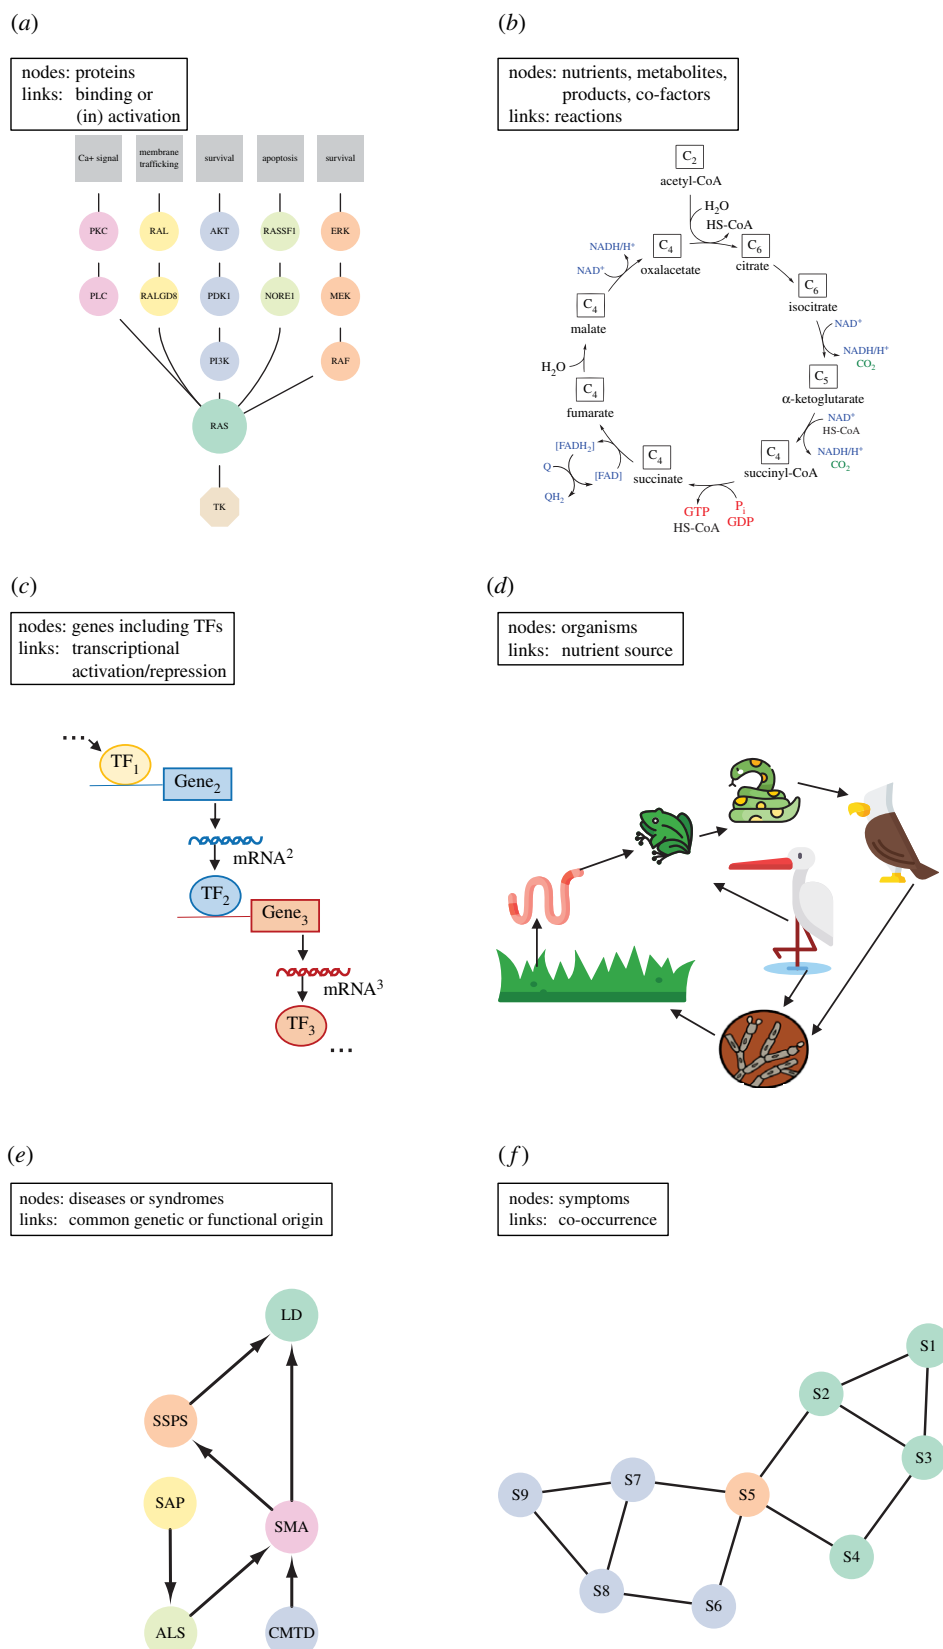 (a)
nodes: proteins
links: binding or
(in) activation
Ca+ signal
membrane
trafficking
survival
apoptosis
survival
PKC
RAL
AKT
RASSF1
ERK
PLC
RALGD8
PDK1
NORE1
MEK
PI3K
RAF
RAS
TK
(b)
nodes: nutrients, metabolites,
products, co-factors
links: reactions
C2
acetyl-CoA
H2O
HS-CoA
C4
oxalacetate
C6
citrate
NADH/H+
NAD+
C6
isocitrate
C4
malate
NAD+
NADH/H+
CO2
H2O
C5
α-ketoglutarate
C4
fumarate
NAD+
HS-CoA
NADH/H+
CO2
C4
succinyl-CoA
[FADH2]
C4
succinate
Q
[FAD]
QH2
GTP
HS-CoA
Pi
GDP
(c)
nodes: genes including TFs
links: transcriptional
activation/repression
...
TF1
Gene2
mRNA2
TF2
Gene3
mRNA3
TF3
...
(d)
nodes: organisms
links: nutrient source
(e)
nodes: diseases or syndromes
links: common genetic or functional origin
LD
SSPS
SAP
SMA
ALS
CMTD
(f)
nodes: symptoms
links: co-occurrence
S1
S2
S3
S7
S9
S5
S4
S8
S6